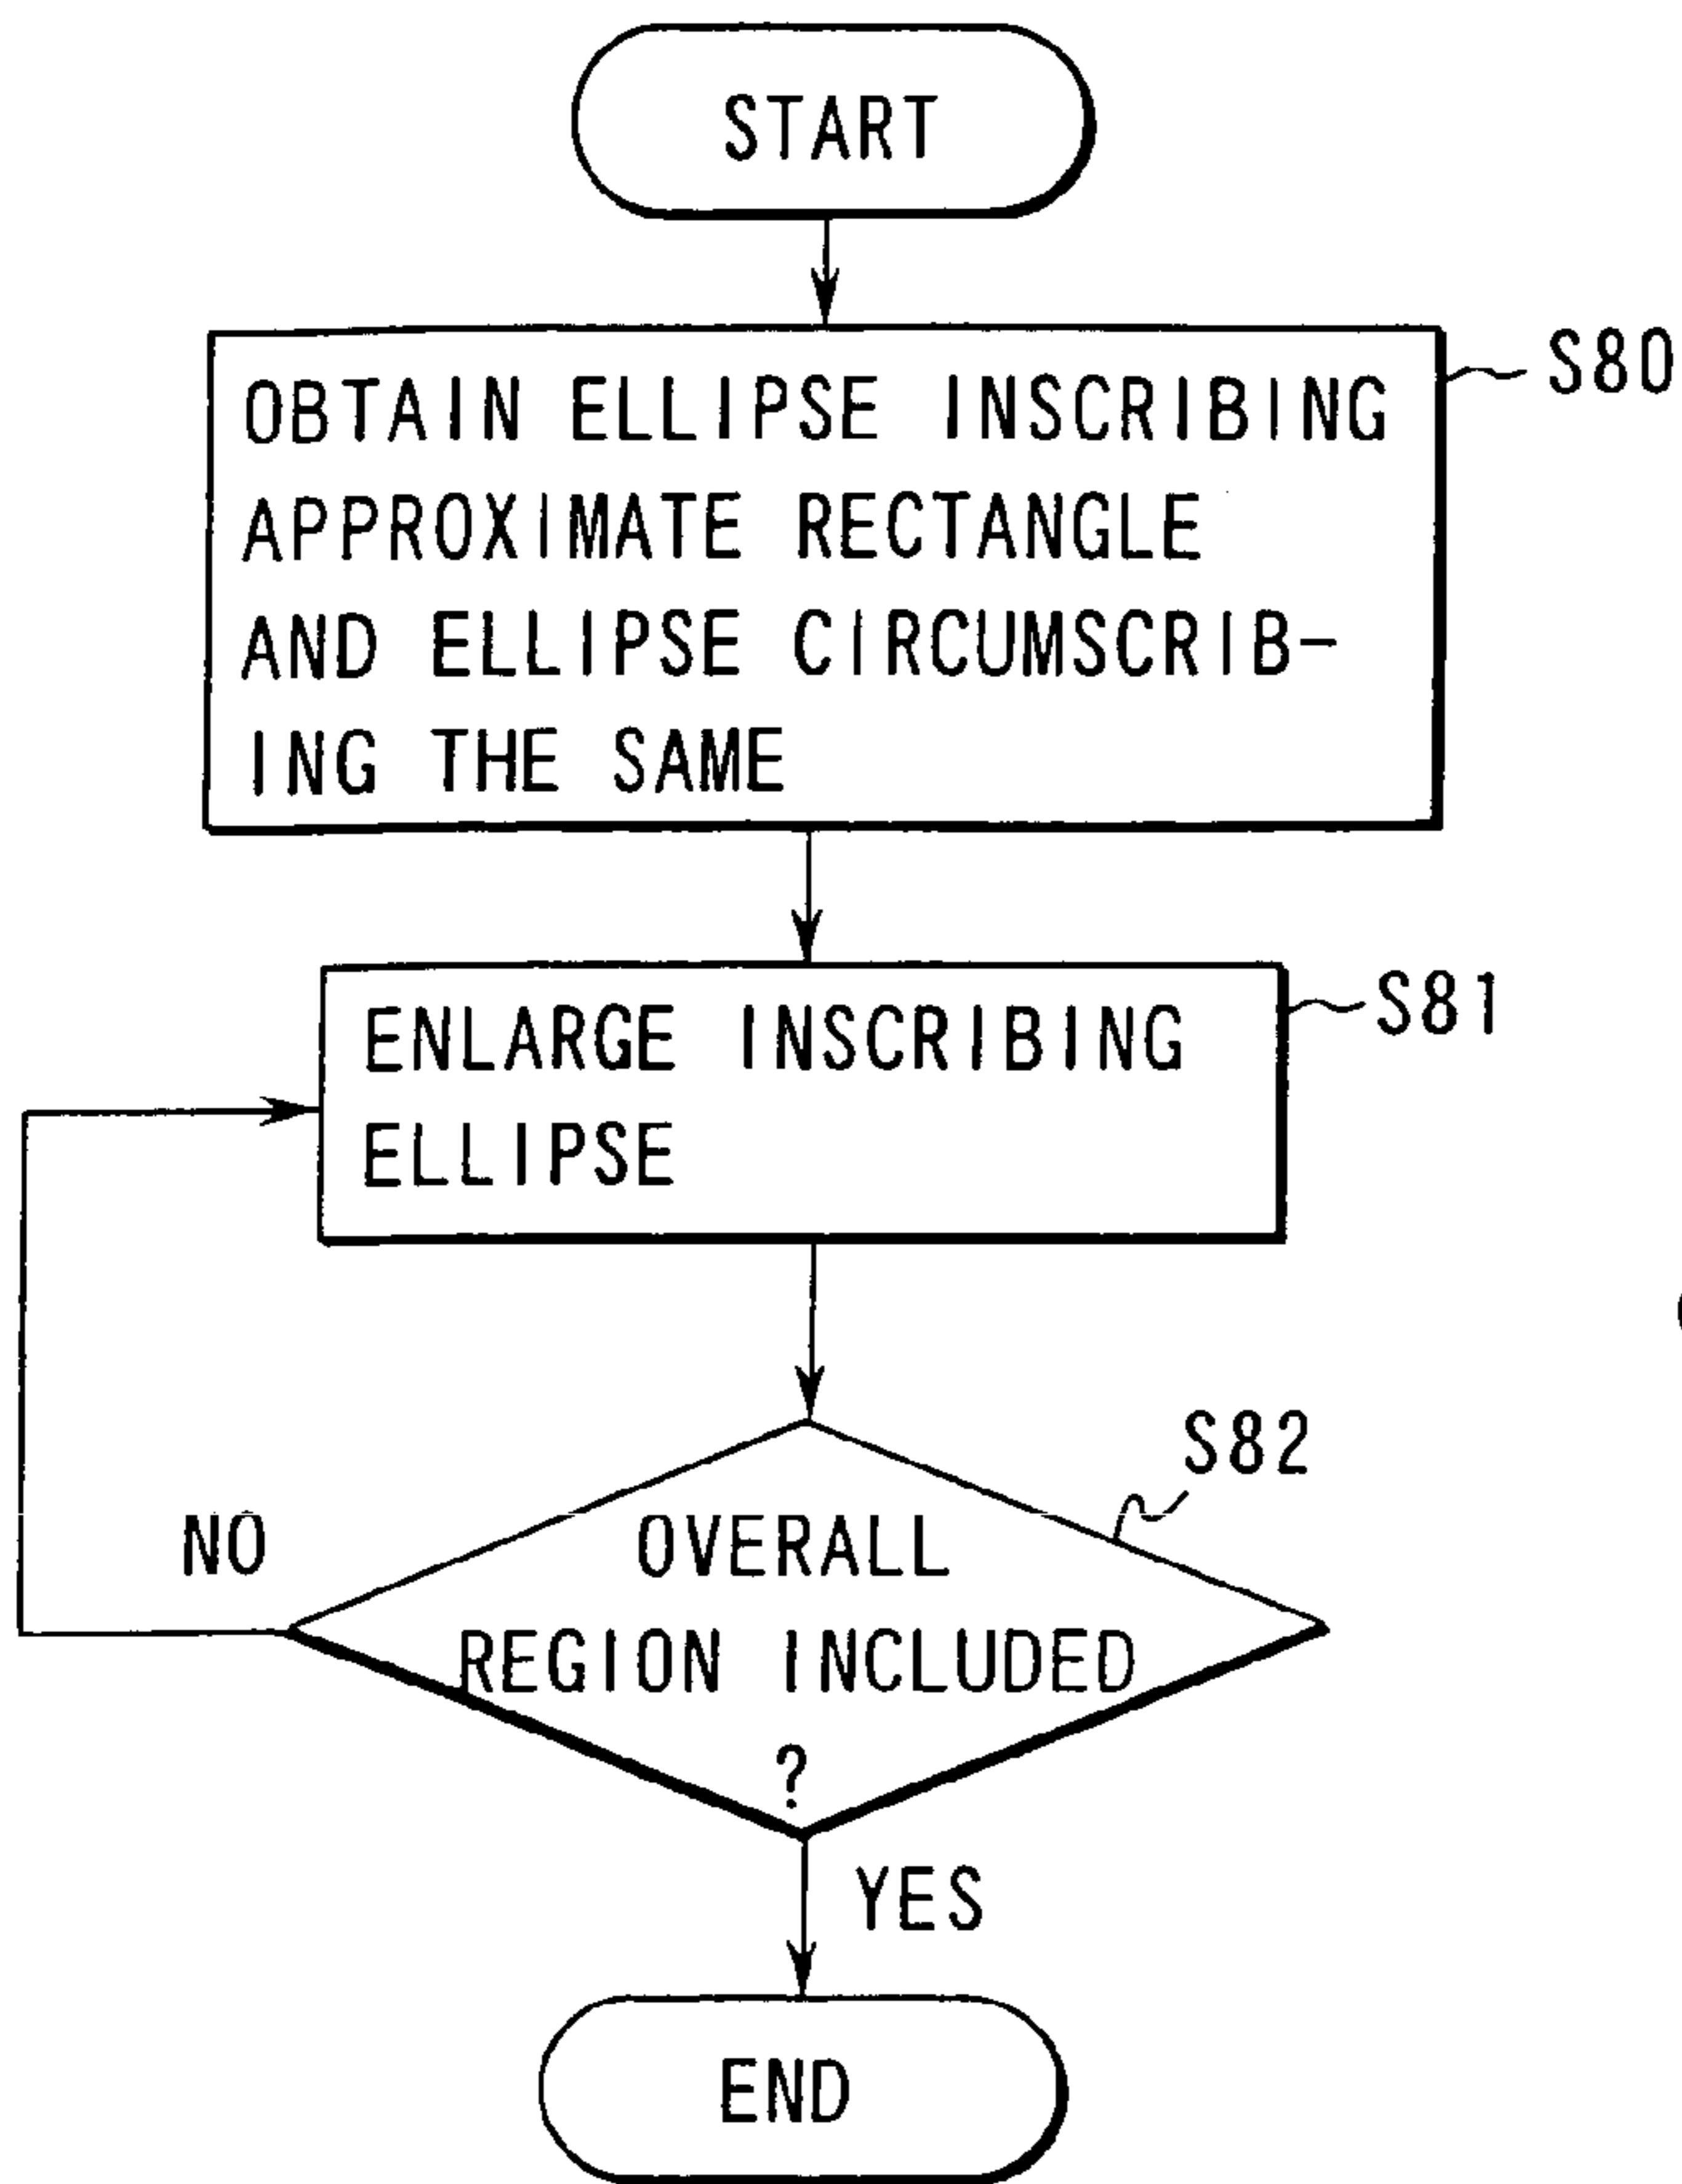 START
S80
OBTAIN ELLIPSE INSCRIBING
APPROXIMATE RECTANGLE
AND ELLIPSE CIRCUMSCRIB-
ING THE SAME
S81
ENLARGE INSCRIBING
ELLIPSE
S82
NO
OVERALL
REGION INCLUDED
?
YES
END